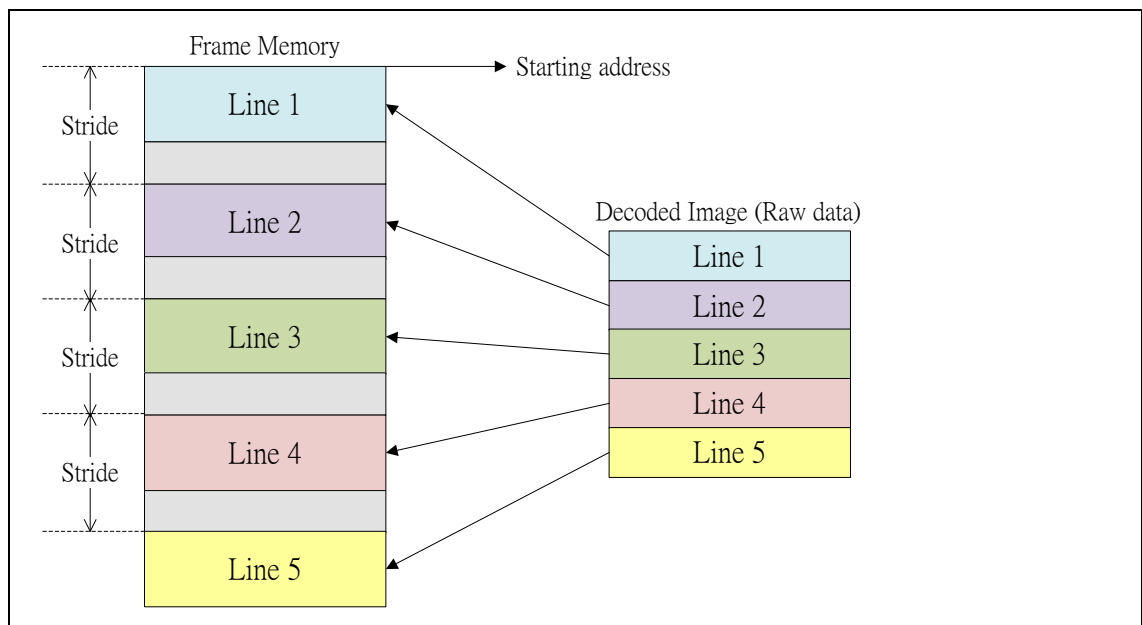 Frame Memory
Starting address
Line 1
Stride
Line 2
Stride
Line 3
Stride
Line 4
Stride
Line 5
Decoded Image (Raw data)
Line 1
Line 2
Line 3
Line 4
Line 5